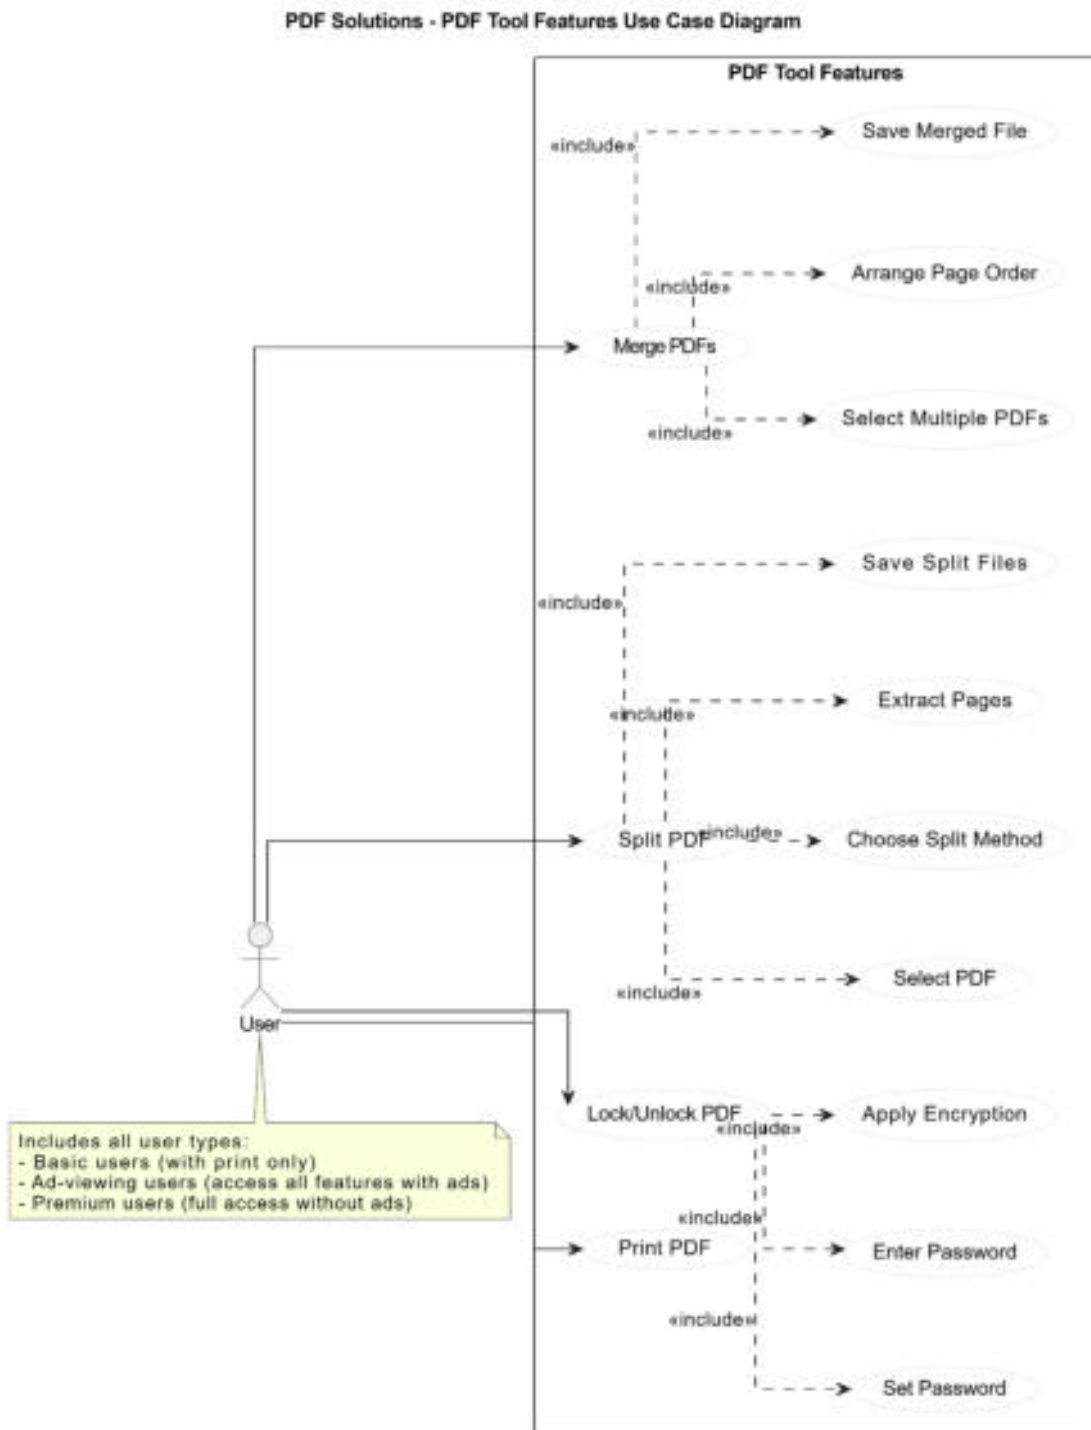 PDF Solutions - PDF Tool Features Use Case Diagram
PDF Tool Features
Save Merged File
«include»
Arrange Page Order
«include»
Merge PDFs
Select Multiple PDFs
«include»
Save Split Files
«include»
Extract Pages
«include»
Split PDF
«include»
Choose Split Method
Select PDF
«include»
User
Lock/Unlock PDF
Apply Encryption
«include»
Includes all user types:
- Basic users (with print only)
- Ad-viewing users (access all features with ads)
- Premium users (full access without ads)
«include»
Print PDF
Enter Password
«include»
Set Password